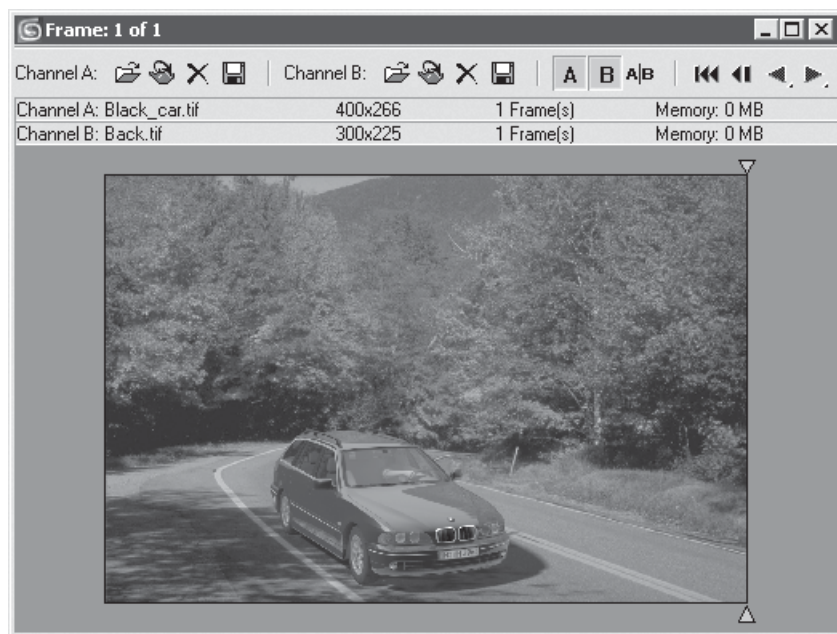 Frame: 1 of 1
Channel A: Channel B: A B A|B
Channel A: Black_car.tif 400x266 1 Frame(s) Memory: 0 MB
Channel B: Back.tif 300x225 1 Frame(s) Memory: 0 MB